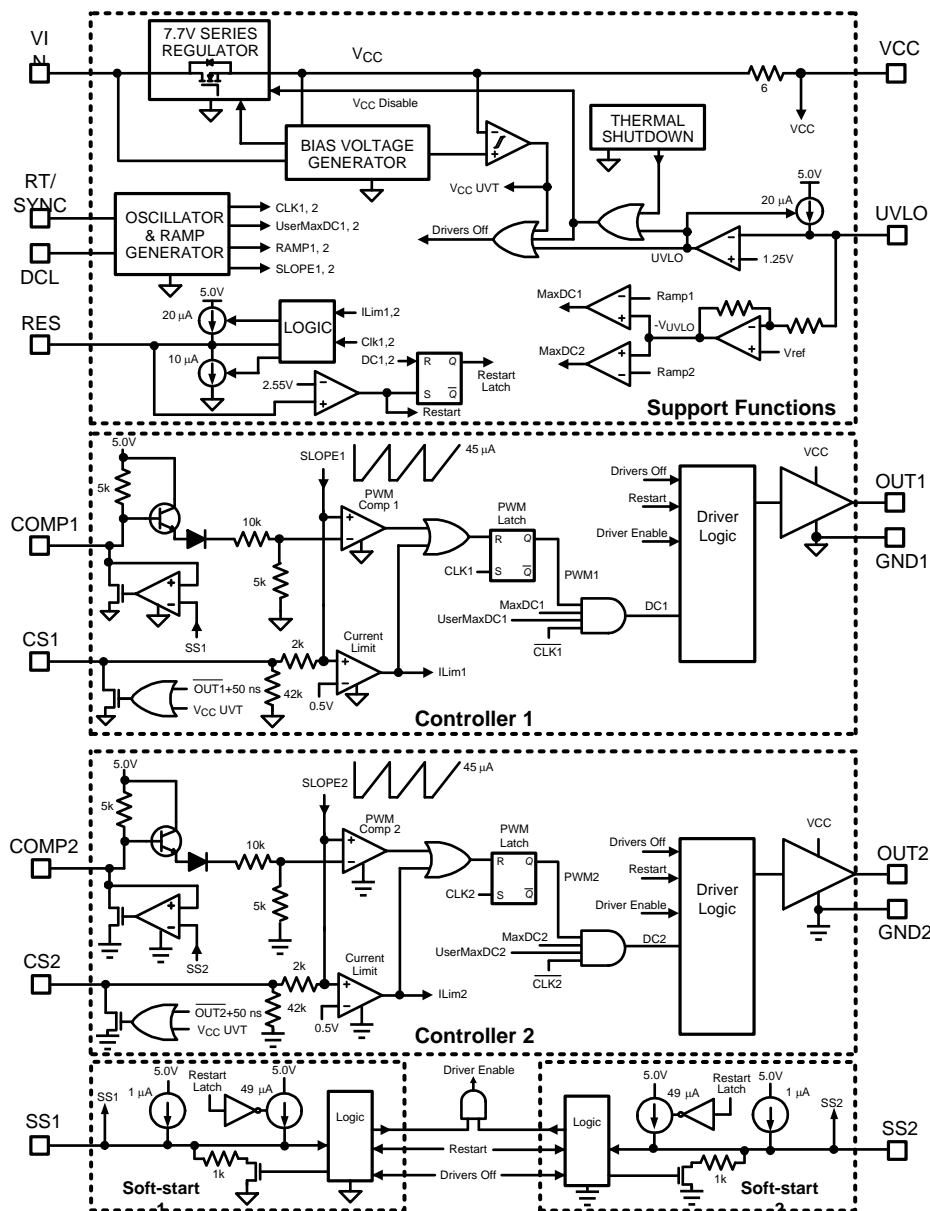 VI
N
7.7V SERIES
REGULATOR
VCC
VCC
6
VCC
VCC Disable
BIAS VOLTAGE
GENERATOR
THERMAL
SHUTDOWN
VCC UVT
5.0V
20 μA
RT/
SYNC
OSCILLATOR
& RAMP
GENERATOR
CLK1, 2
UserMaxDC1, 2
RAMP1, 2
SLOPE1, 2
DCL
Drivers Off
UVLO
1.25V
UVLO
5.0V
20 μA
RES
LOGIC
ILim1,2
Clk1,2
10 μA
DC1,2
R Q
S Q
Restart
Latch
2.55V
Restart
MaxDC1
Ramp1
-VUVLO
MaxDC2
Ramp2
Vref
Support Functions
5.0V
5k
COMP1
10k
5k
SS1
SLOPE1
45 μA
PWM
Comp 1
PWM
Latch
R Q
S Q
CLK1
PWM1
MaxDC1
UserMaxDC1
CLK1
DC1
Drivers Off
Restart
Driver Enable
Driver
Logic
VCC
OUT1
GND1
CS1
2k
42k
OUT1+50 ns
VCC UVT
Current
Limit
0.5V
ILim1
Controller 1
5.0V
5k
COMP2
10k
5k
SS2
SLOPE2
45 μA
PWM
Comp 2
PWM
Latch
R Q
S Q
CLK2
PWM2
MaxDC2
UserMaxDC2
CLK2
DC2
Drivers Off
Restart
Driver Enable
Driver
Logic
VCC
OUT2
GND2
CS2
2k
42k
OUT2+50 ns
VCC UVT
Current
Limit
0.5V
ILim2
Controller 2
SS1
SS1
5.0V
1 μA
Restart
Latch
49 μA
5.0V
Logic
1k
Soft-start
1
Driver Enable
Restart
Drivers Off
Logic
5.0V
49 μA
Restart
Latch
5.0V
1 μA
SS2
SS2
1k
Soft-start
2